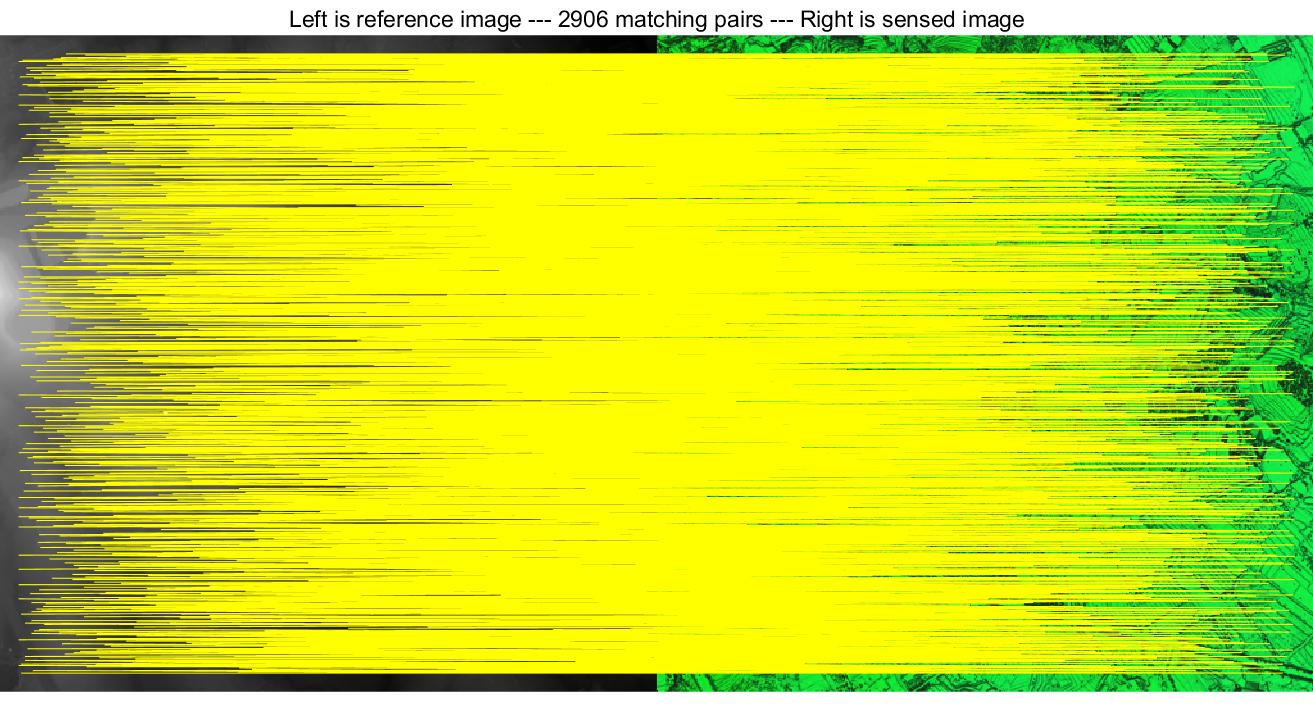 Left is reference image --- 2906 matching pairs --- Right is sensed image